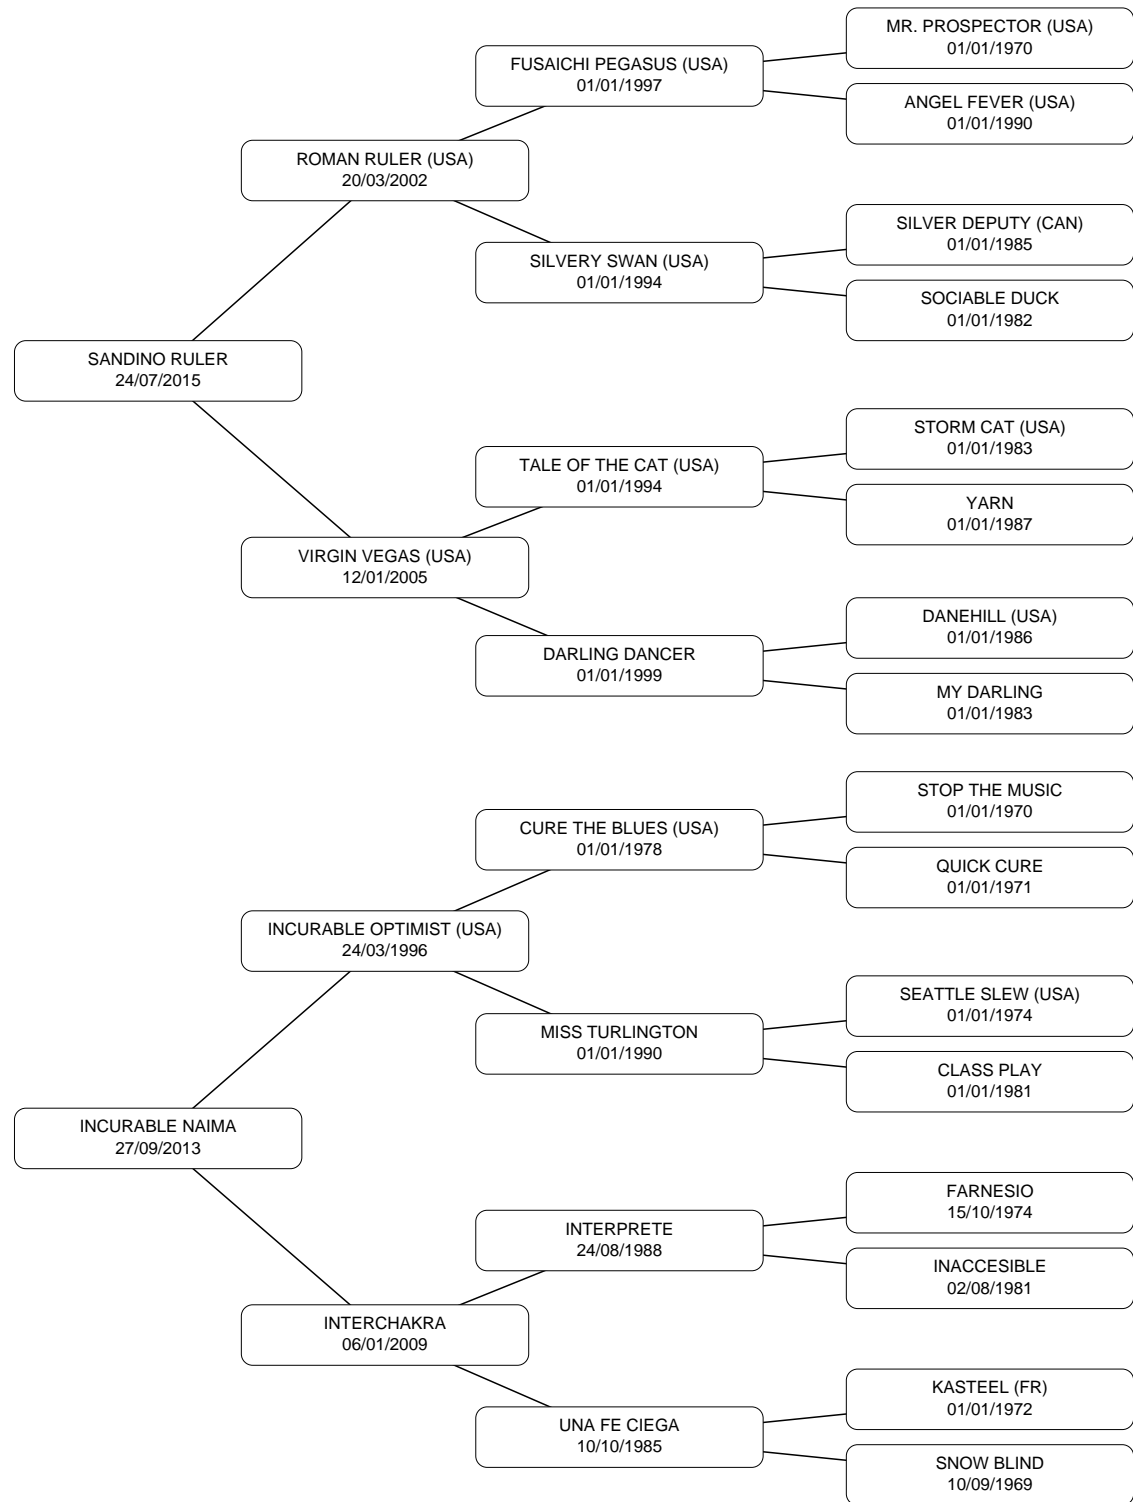 MR. PROSPECTOR (USA)
01/01/1970
FUSAICHI PEGASUS (USA)
01/01/1997
ANGEL FEVER (USA)
01/01/1990
ROMAN RULER (USA)
20/03/2002
SILVER DEPUTY (CAN)
01/01/1985
SILVERY SWAN (USA)
01/01/1994
SOCIABLE DUCK
01/01/1982
SANDINO RULER
24/07/2015
STORM CAT (USA)
01/01/1983
TALE OF THE CAT (USA)
01/01/1994
YARN
01/01/1987
VIRGIN VEGAS (USA)
12/01/2005
DANEHILL (USA)
01/01/1986
DARLING DANCER
01/01/1999
MY DARLING
01/01/1983
STOP THE MUSIC
01/01/1970
CURE THE BLUES (USA)
01/01/1978
QUICK CURE
01/01/1971
INCURABLE OPTIMIST (USA)
24/03/1996
SEATTLE SLEW (USA)
01/01/1974
MISS TURLINGTON
01/01/1990
CLASS PLAY
01/01/1981
INCURABLE NAIMA
27/09/2013
FARNESIO
15/10/1974
INTERPRETE
24/08/1988
INACCESIBLE
02/08/1981
INTERCHAKRA
06/01/2009
KASTEEL (FR)
01/01/1972
UNA FE CIEGA
10/10/1985
SNOW BLIND
10/09/1969